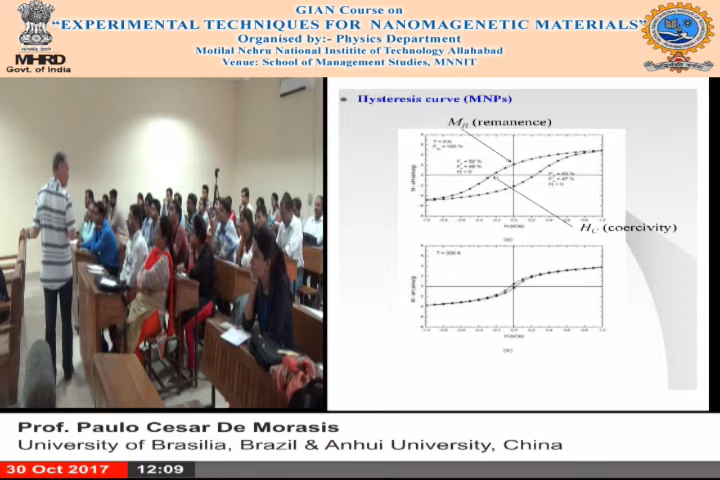 GIAN Course on
"EXPERIMENTAL TECHNIQUES FOR NANOMAGENETIC MATERIALS"
Organised by:- Physics Department
Motilal Nehru National Institite of Technology Allahabad
Venue: School of Management Studies, MNNIT
MHRD
Govt. of India
Hysteresis curve (MNPs)
M_R (remanence)
H_C (coercivity)
(a)
T = 300 K
(b)
Prof. Paulo Cesar De Morasis
University of Brasilia, Brazil & Anhui University, China
30 Oct 2017 12:09